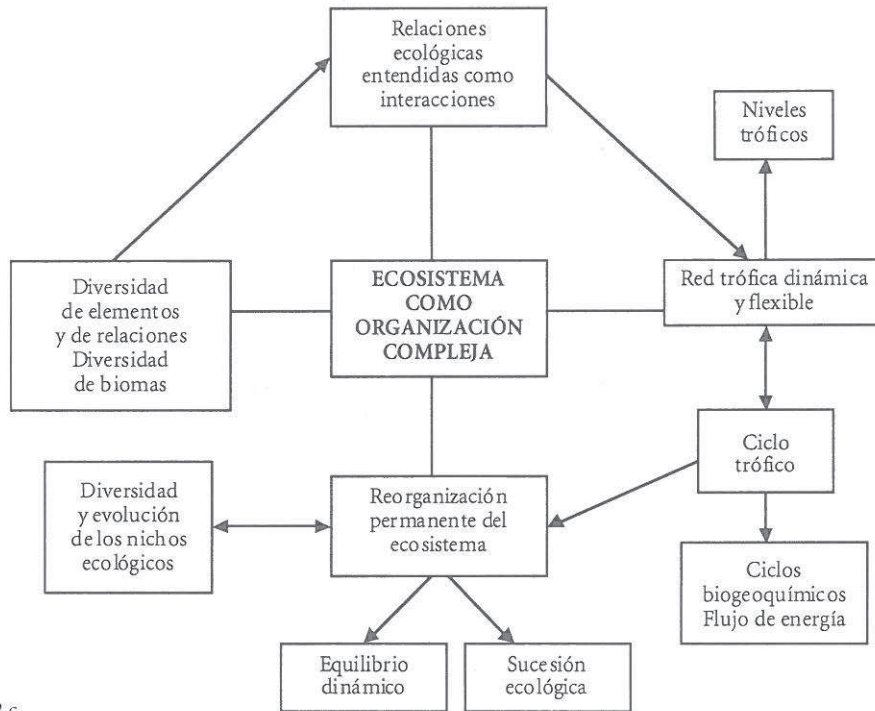 Relaciones
ecológicas
entendidas como
interacciones
Niveles
tróficos
Diversidad
de elementos
y de relaciones
Diversidad
de biomas
ECOSISTEMA
COMO
ORGANIZACIÓN
COMPLEJA
Red trófica dinámica
y flexible
Ciclo
trófico
Diversidad
y evolución
de los nichos
ecológicos
Reorganización
permanente del
ecosistema
Ciclos
biogeoquímicos
Flujo de energía
Equilibrio
dinámico
Sucesión
ecológica